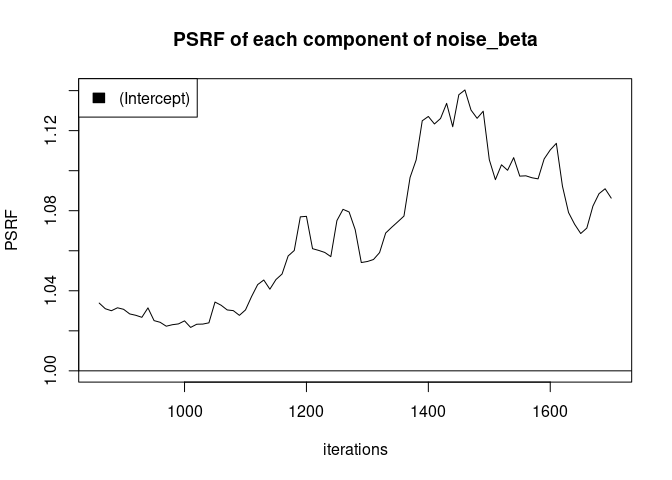 PSRF of each component of noise_beta
(Intercept)
PSRF
1.12
1.08
1.04
1.00
1000 1200 1400 1600
iterations